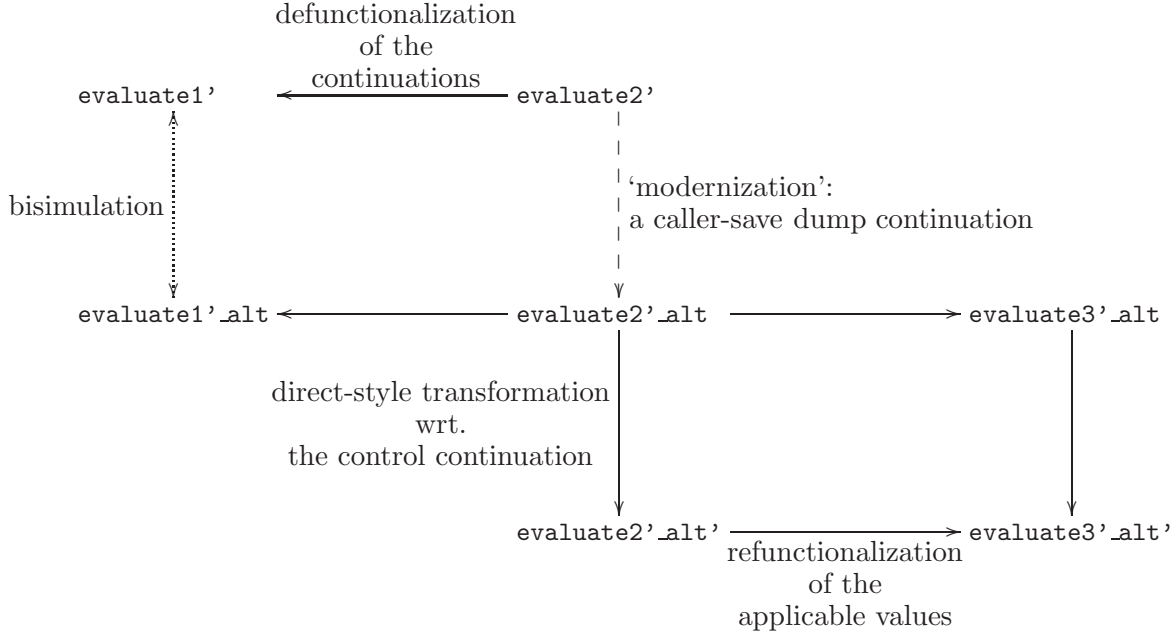 defunctionalization
of the
continuations
evaluate1’
evaluate2’
bisimulation
‘modernization’:
a caller-save dump continuation
evaluate1’_alt
evaluate2’_alt
evaluate3’_alt
direct-style transformation
wrt.
the control continuation
evaluate2’_alt’
evaluate3’_alt’
refunctionalization
of the
applicable values